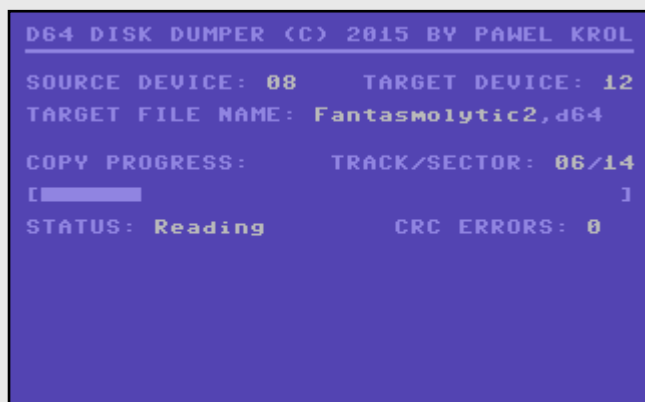 D64 DISK DUMPER (C) 2015 BY PAWEL KROL
SOURCE DEVICE: 08 TARGET DEVICE: 12
TARGET FILE NAME: Fantasmolytic2,d64
COPY PROGRESS: TRACK/SECTOR: 06/14
[ ]
STATUS: Reading CRC ERRORS: 0